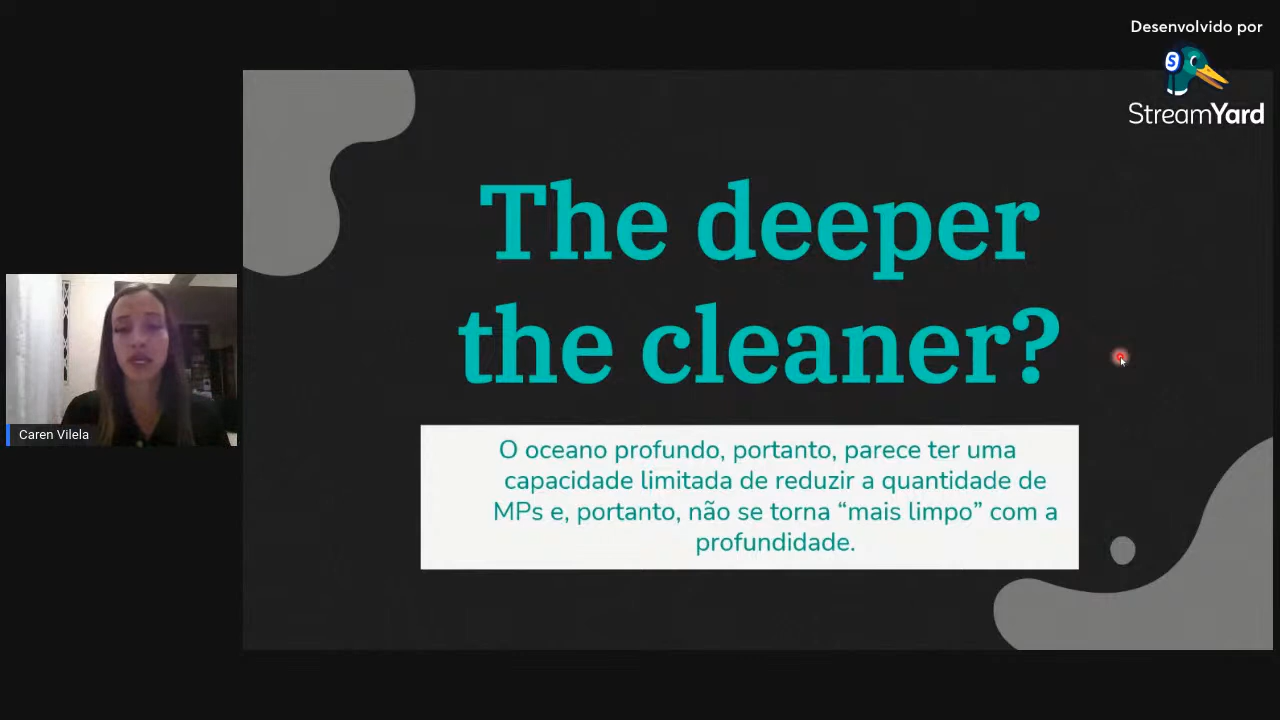 Desenvolvido por
StreamYard
The deeper
the cleaner?
O oceano profundo, portanto, parece ter uma
capacidade limitada de reduzir a quantidade de
MPs e, portanto, não se torna “mais limpo” com a
profundidade.
Caren Vilela